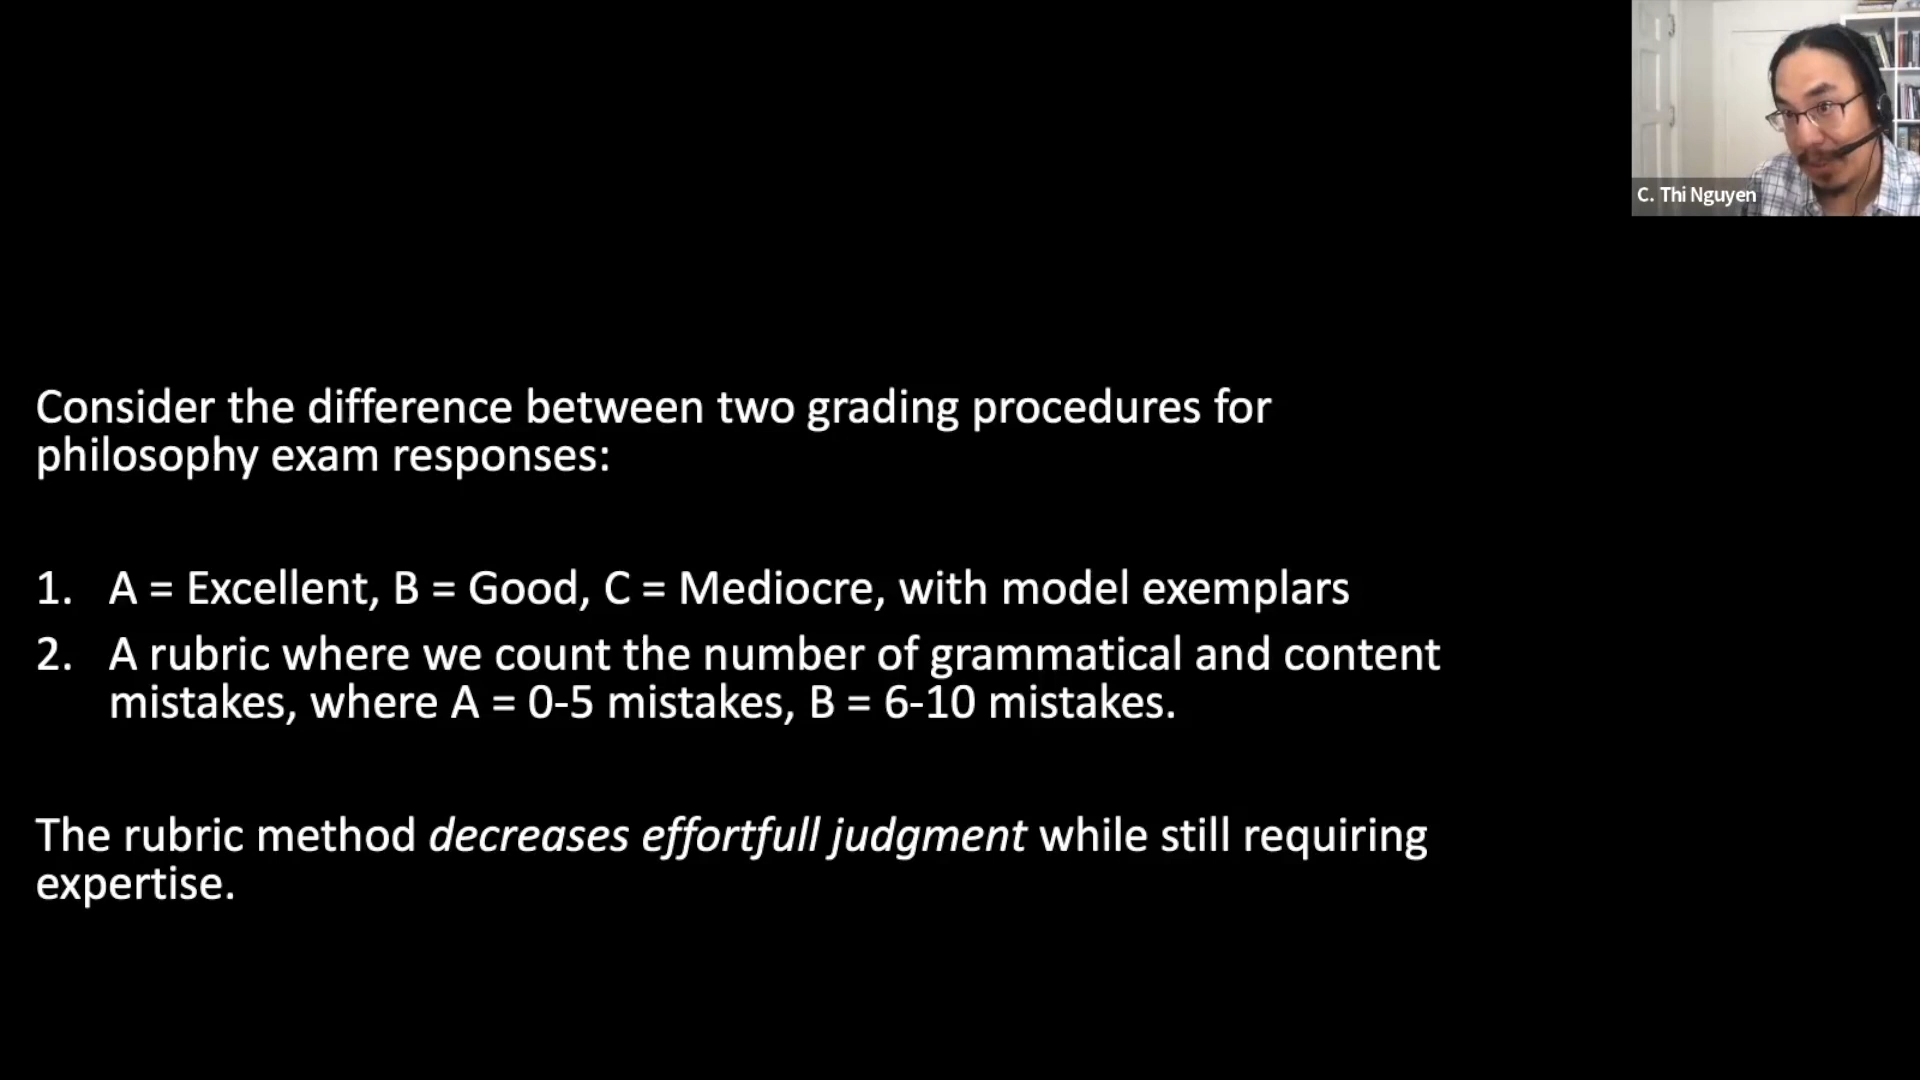 C. Thi Nguyen
Consider the difference between two grading procedures for
philosophy exam responses:
1. A = Excellent, B = Good, C = Mediocre, with model exemplars
2. A rubric where we count the number of grammatical and content
mistakes, where A = 0-5 mistakes, B = 6-10 mistakes.
The rubric method decreases effortfull judgment while still requiring
expertise.